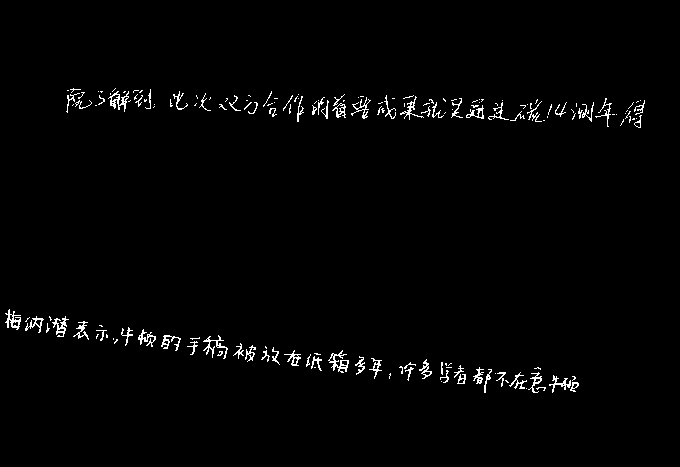 院了解到,此次双方合作的首要成果就是通过碳14测年得
梅纳潜表示,牛顿的手稿被放在纸箱多年,许多学者都不在意牛顿